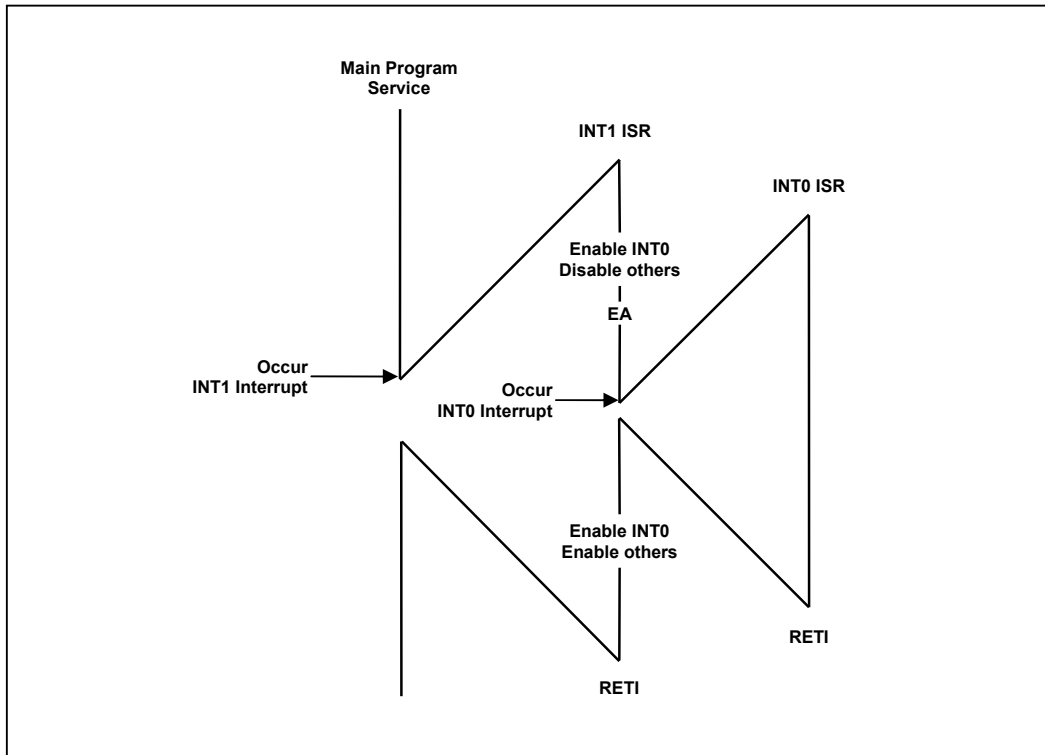 Main Program
Service
INT1 ISR
INT0 ISR
Enable INT0
Disable others
EA
Occur
INT1 Interrupt
Occur
INT0 Interrupt
Enable INT0
Enable others
RETI
RETI